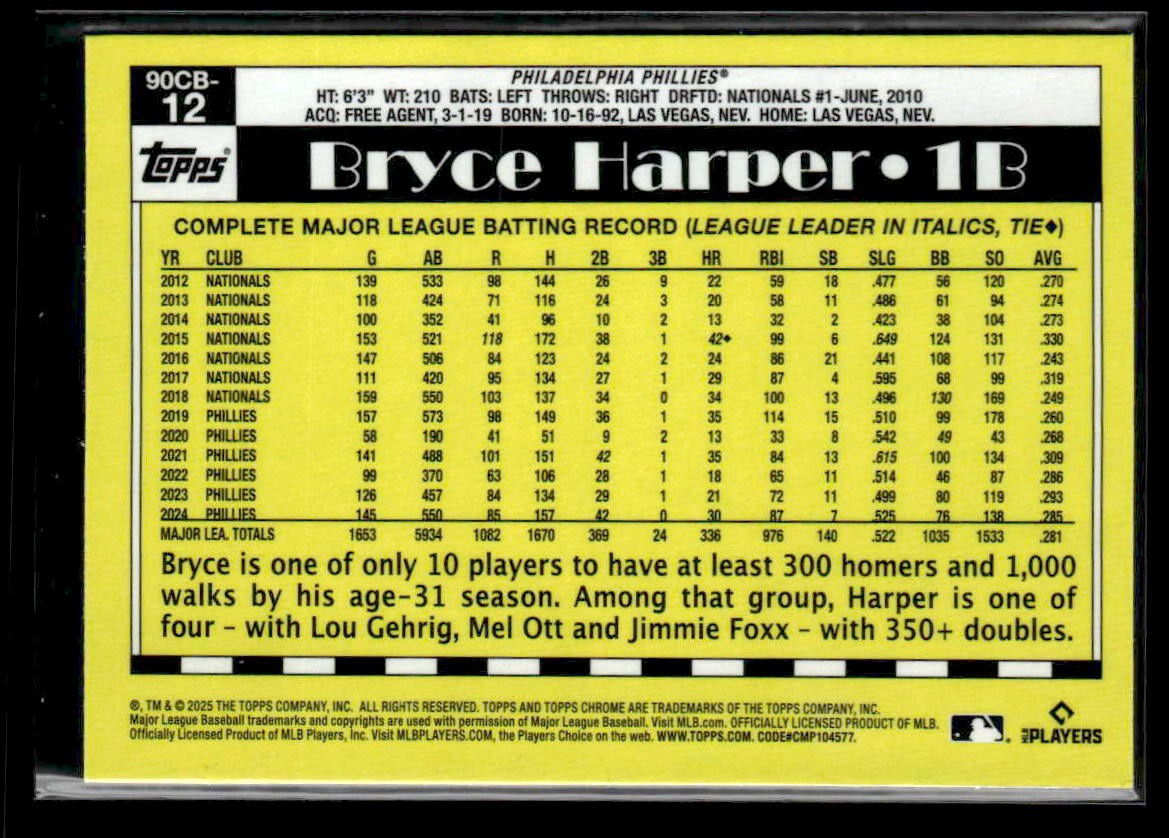 90CB-
12
PHILADELPHIA PHILLIES®
HT: 6'3" WT: 210 BATS: LEFT THROWS: RIGHT DRFTD: NATIONALS #1-JUNE, 2010
ACQ: FREE AGENT, 3-1-19 BORN: 10-16-92, LAS VEGAS, NEV. HOME: LAS VEGAS, NEV.
TOPPS®
Bryce Harper • 1B
COMPLETE MAJOR LEAGUE BATTING RECORD (LEAGUE LEADER IN ITALICS, TIE◆)
YR CLUB G AB R H 2B 3B HR RBI SB SLG BB SO AVG
2012 NATIONALS 139 533 98 144 26 9 22 59 18 .477 56 120 .270
2013 NATIONALS 118 424 71 116 24 3 20 58 11 .486 61 94 .274
2014 NATIONALS 100 352 41 96 10 2 13 32 2 .423 38 104 .273
2015 NATIONALS 153 521 118 172 38 1 42◆ 99 6 .649 124 131 .330
2016 NATIONALS 147 506 84 123 24 2 24 86 21 .441 108 117 .243
2017 NATIONALS 111 420 95 134 27 1 29 87 4 .595 68 99 .319
2018 NATIONALS 159 550 103 137 34 0 34 100 13 .496 130 169 .249
2019 PHILLIES 157 573 98 149 36 1 35 114 15 .510 99 178 .260
2020 PHILLIES 58 190 41 51 9 2 13 33 8 .542 49 43 .268
2021 PHILLIES 141 488 101 151 42 1 35 84 13 .615 100 134 .309
2022 PHILLIES 99 370 63 106 28 1 18 65 11 .514 46 87 .286
2023 PHILLIES 126 457 84 134 29 1 21 72 11 .499 80 119 .293
2024 PHILLIES 145 550 85 157 42 0 30 87 7 .525 76 138 .285
MAJOR LEA. TOTALS 1653 5934 1082 1670 369 24 336 976 140 .522 1035 1533 .281
Bryce is one of only 10 players to have at least 300 homers and 1,000
walks by his age-31 season. Among that group, Harper is one of
four – with Lou Gehrig, Mel Ott and Jimmie Foxx – with 350+ doubles.
®, TM & © 2025 THE TOPPS COMPANY, INC. ALL RIGHTS RESERVED. TOPPS AND TOPPS CHROME ARE TRADEMARKS OF THE TOPPS COMPANY, INC.
Major League Baseball trademarks and copyrights are used with permission of Major League Baseball. Visit MLB.com. OFFICIALLY LICENSED PRODUCT OF MLB.
Officially Licensed Product of MLB Players, Inc. Visit MLBPLAYERS.COM, the Players Choice on the web. WWW.TOPPS.COM. CODE#CMP104577.
MLB PLAYERS